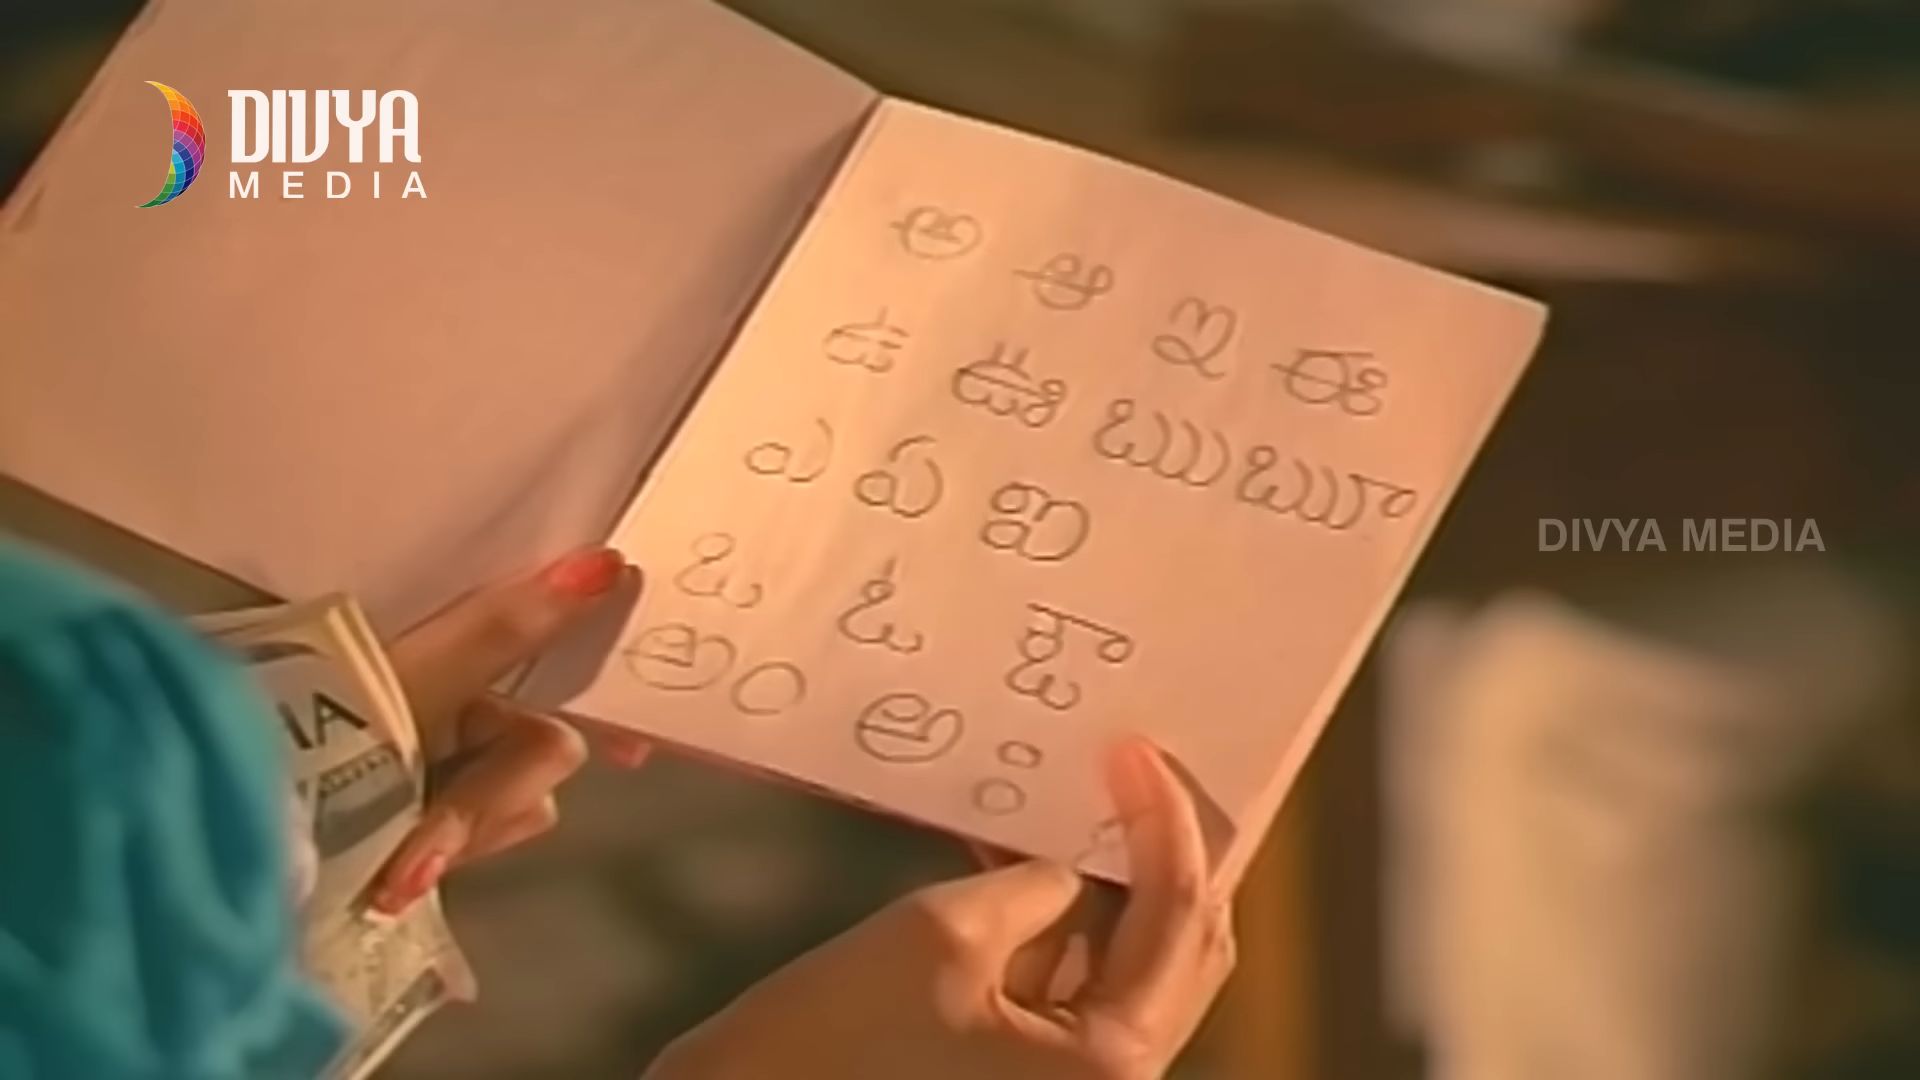 DIVYA
MEDIA
అ ఆ ఇ ఈ
ఉ ఊ ఋ ౠ
ఎ ఏ ఐ
ఒ ఓ ఔ
అం అః
DIVYA MEDIA